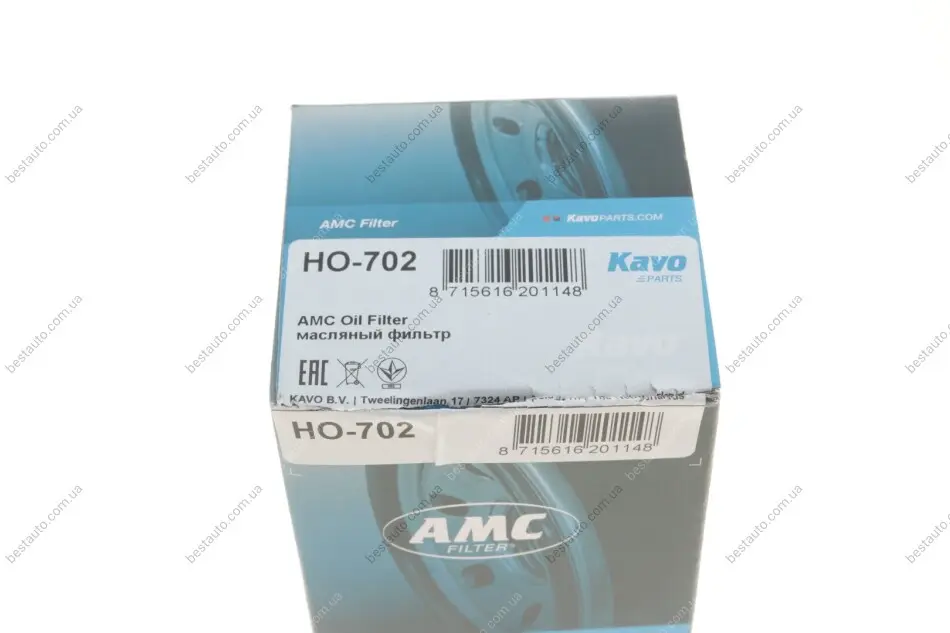 AMC Filter
KavoPARTS.COM
HO-702
8 715616 201148
Kavo
PARTS
AMC Oil Filter
масляный фильтр
EAC
KAVO B.V. | Tweelingenlaan 17 | 7324 AP |
HO-702
8 715616 201148
AMC
FILTER®
bestauto.com.ua